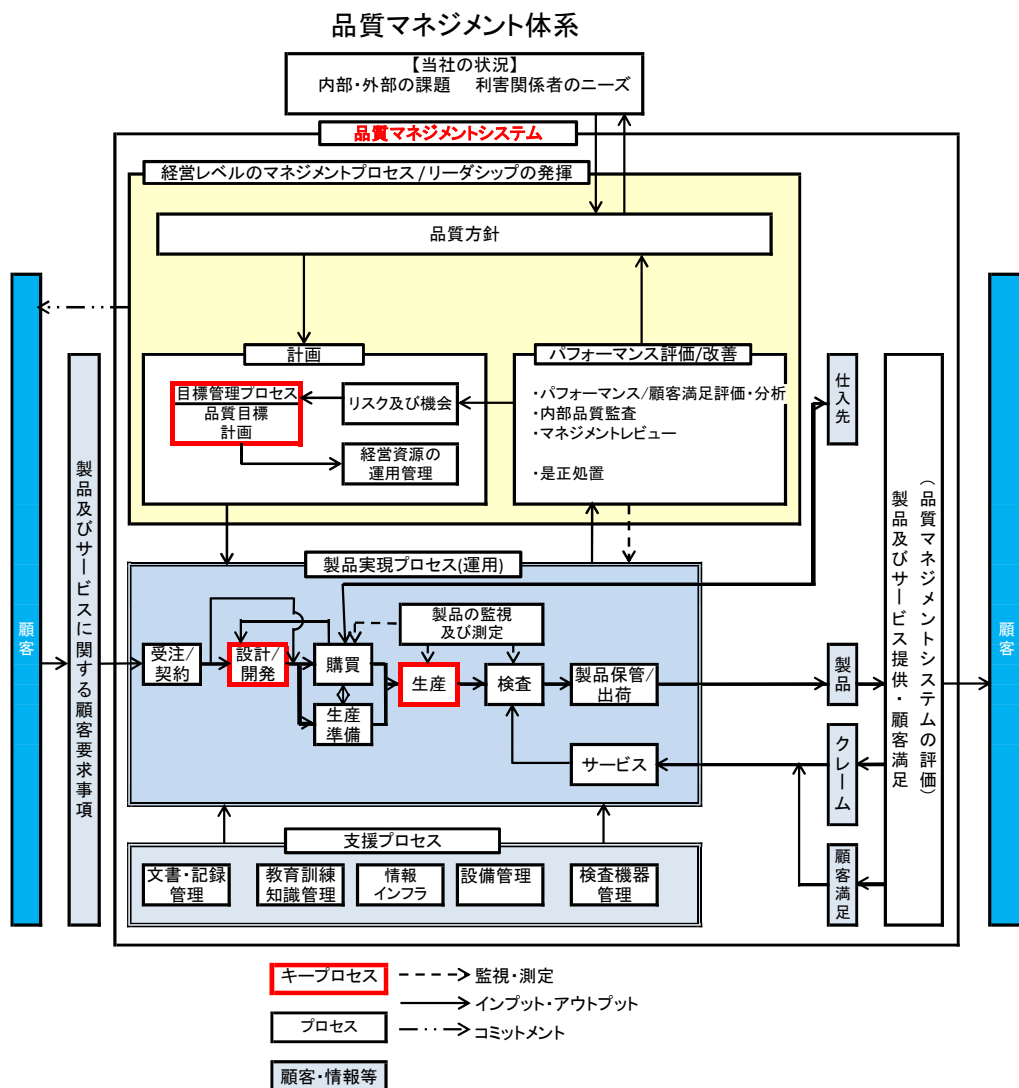 品質マネジメント体系
【当社の状況】
内部・外部の課題　利害関係者のニーズ
品質マネジメントシステム
経営レベルのマネジメントプロセス/リーダシップの発揮
品質方針
計画
目標管理プロセス
品質目標
計画
リスク及び機会
経営資源の
運用管理
パフォーマンス評価/改善
・パフォーマンス/顧客満足評価・分析
・内部品質監査
・マネジメントレビュー
・是正処置
仕入先
顧客
製品及びサービスに関する顧客要求事項
製品実現プロセス(運用)
製品の監視
及び測定
受注/
契約
設計/
開発
購買
生産
準備
生産
検査
製品保管/
出荷
サービス
製品
クレーム
顧客満足
(品質マネジメントシステムの評価)
製品及びサービス提供・顧客満足
顧客
支援プロセス
文書・記録
管理
教育訓練
知識管理
情報
インフラ
設備管理
検査機器
管理
キープロセス
監視・測定
インプット・アウトプット
プロセス
コミットメント
顧客・情報等